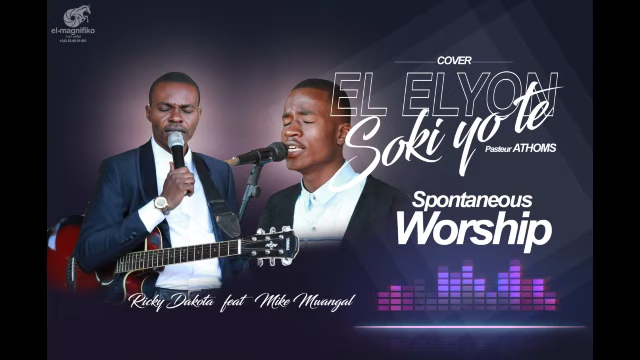 el-magnifiko
COVER
EL ELYON
Soki yo te
Pasteur ATHOMS
Spontaneous
Worship
Ricky Dakota feat Mike Mwangal